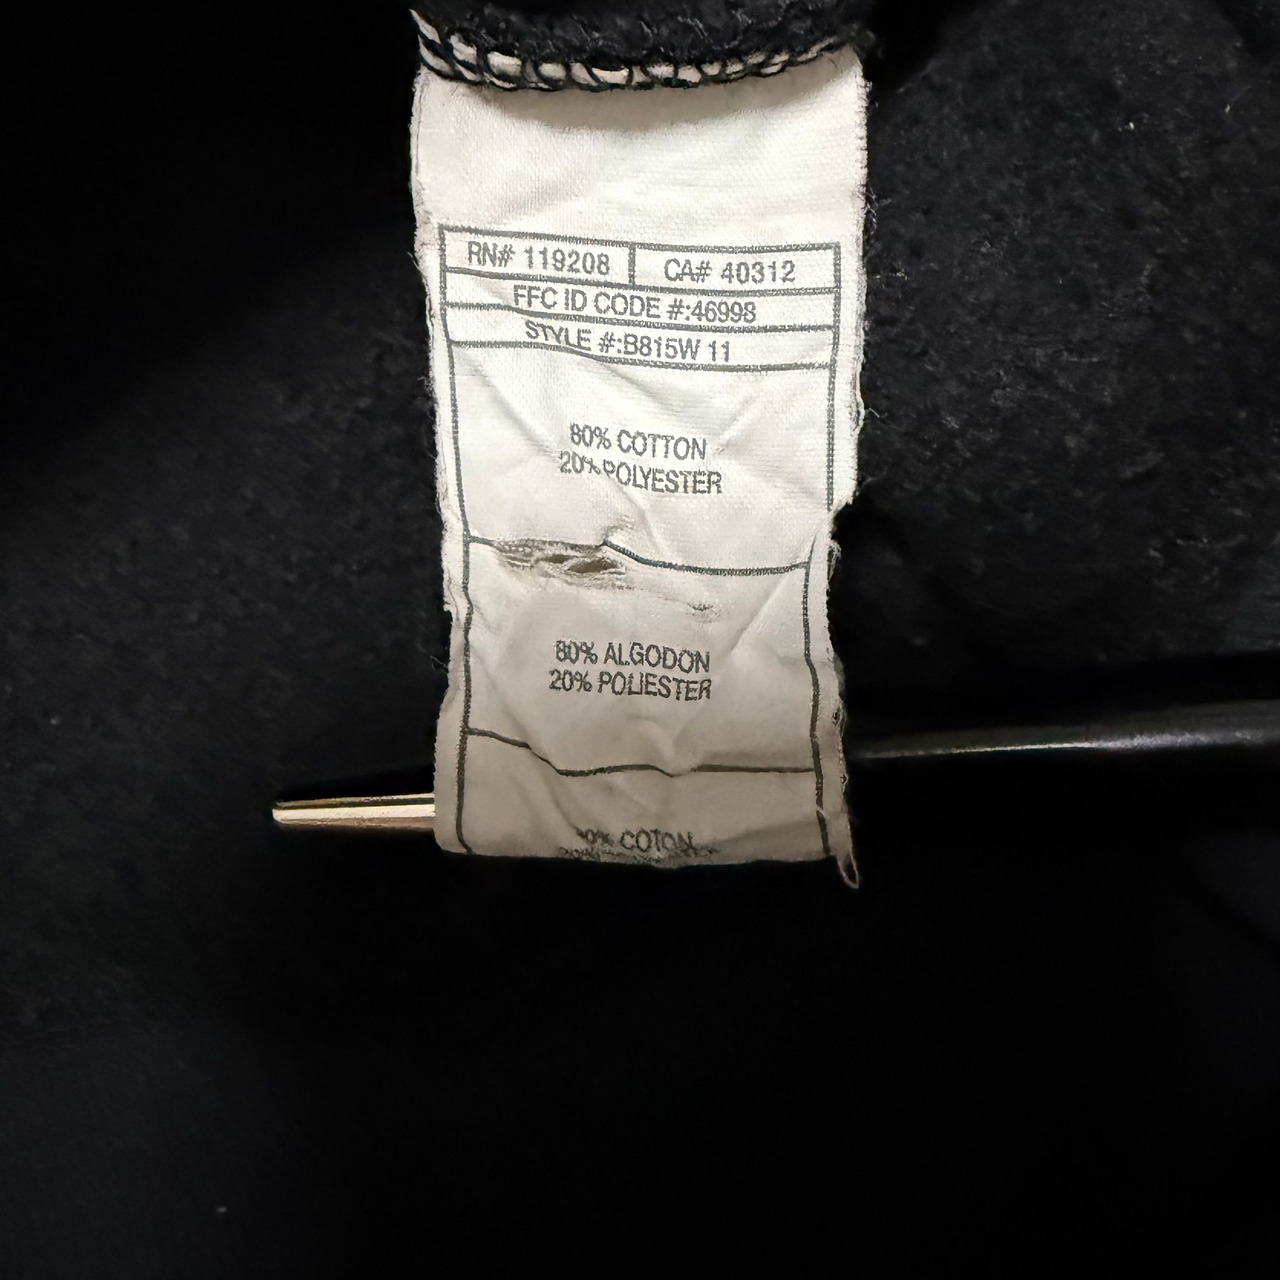 RN# 119208 CA# 40312
FFC ID CODE #:46998
STYLE #:B815W 11
80% COTTON
20% POLYESTER
80% ALGODON
20% POLIESTER
COTON